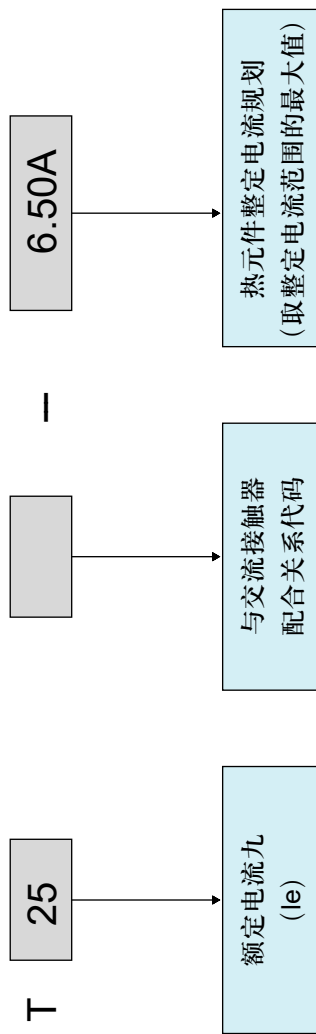 T 25 – 6.50A
额定电流九
(Ie)
与交流接触器
配合关系代码
热元件整定电流规划
(取整定电流范围的最大值)